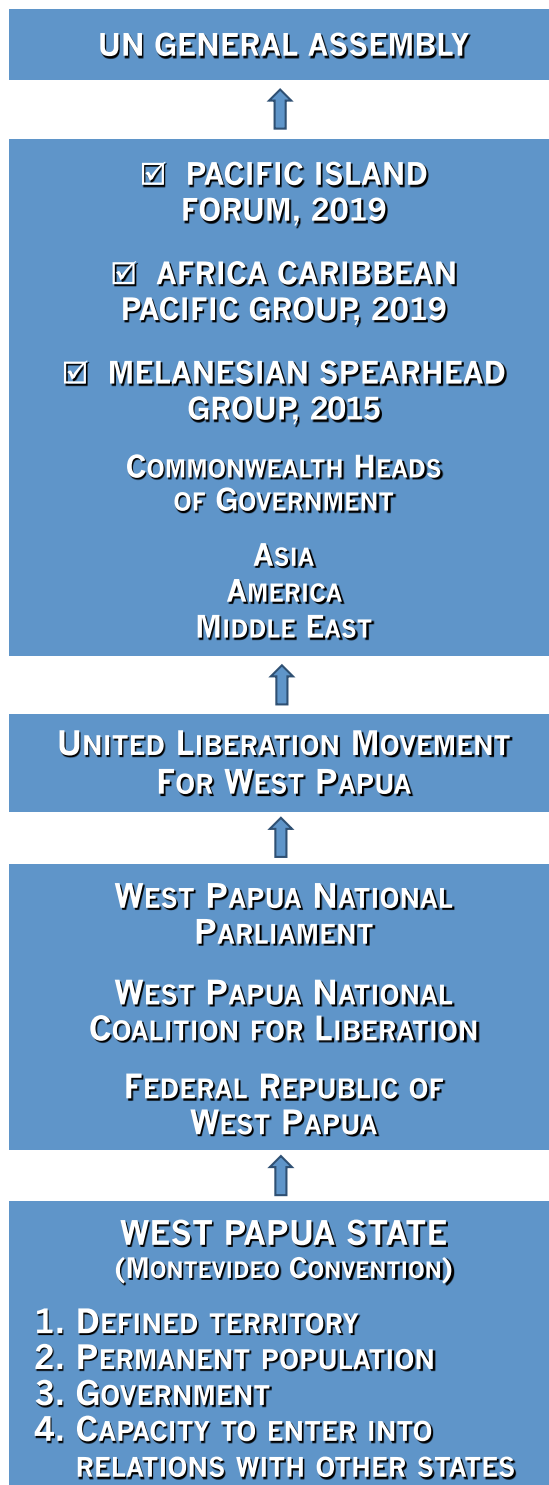 UN GENERAL ASSEMBLY
☑ PACIFIC ISLAND
FORUM, 2019
☑ AFRICA CARIBBEAN
PACIFIC GROUP, 2019
☑ MELANESIAN SPEARHEAD
GROUP, 2015
COMMONWEALTH HEADS
OF GOVERNMENT
ASIA
AMERICA
MIDDLE EAST
UNITED LIBERATION MOVEMENT
FOR WEST PAPUA
WEST PAPUA NATIONAL
PARLIAMENT
WEST PAPUA NATIONAL
COALITION FOR LIBERATION
FEDERAL REPUBLIC OF
WEST PAPUA
WEST PAPUA STATE
(MONTEVIDEO CONVENTION)
1. DEFINED TERRITORY
2. PERMANENT POPULATION
3. GOVERNMENT
4. CAPACITY TO ENTER INTO
RELATIONS WITH OTHER STATES